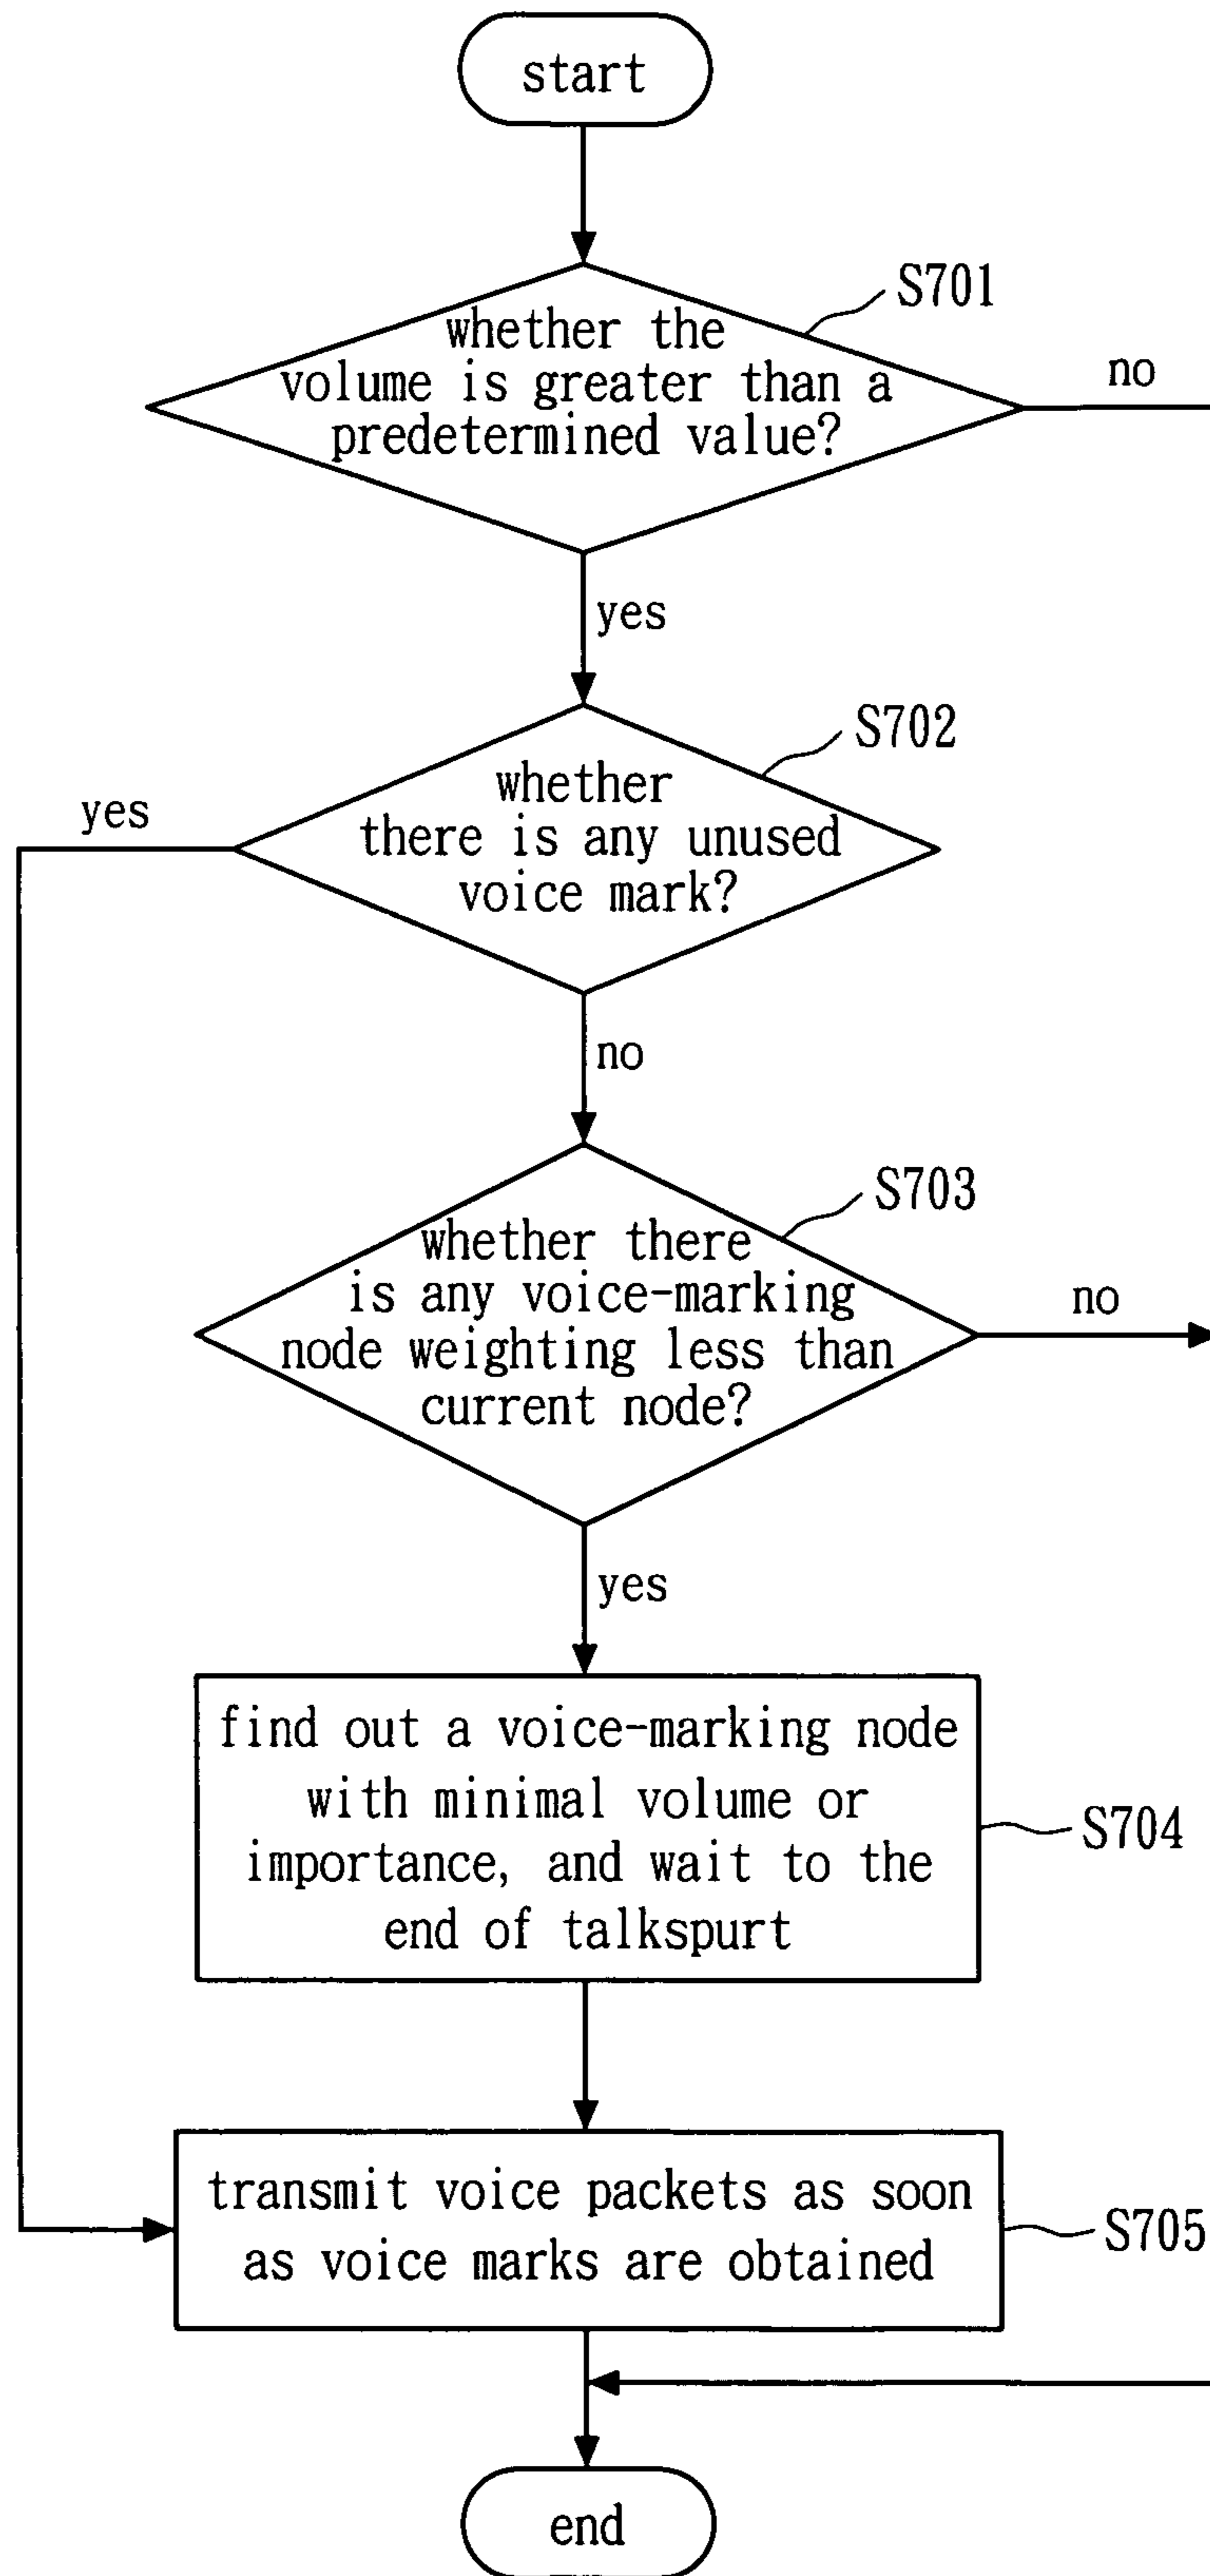 start
S701
whether the
volume is greater than a
predetermined value?
no
yes
S702
whether
there is any unused
voice mark?
yes
no
S703
whether there
is any voice-marking
node weighting less than
current node?
no
yes
find out a voice-marking node
with minimal volume or
importance, and wait to the
end of talkspurt
S704
transmit voice packets as soon
as voice marks are obtained
S705
end